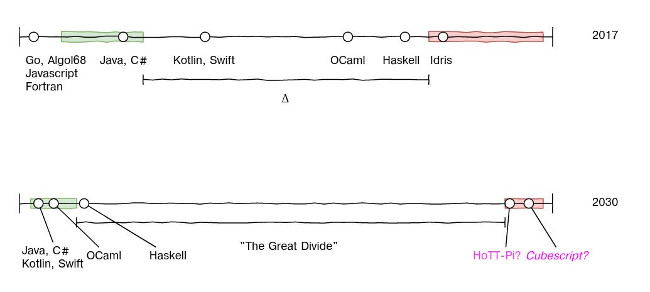 2017
Go, Algol68 Java, C# Kotlin, Swift OCaml Haskell Idris
Javascript
Fortran
Δ
2030
Java, C# OCaml Haskell "The Great Divide" HoTT-Pi? Cubescript?
Kotlin, Swift